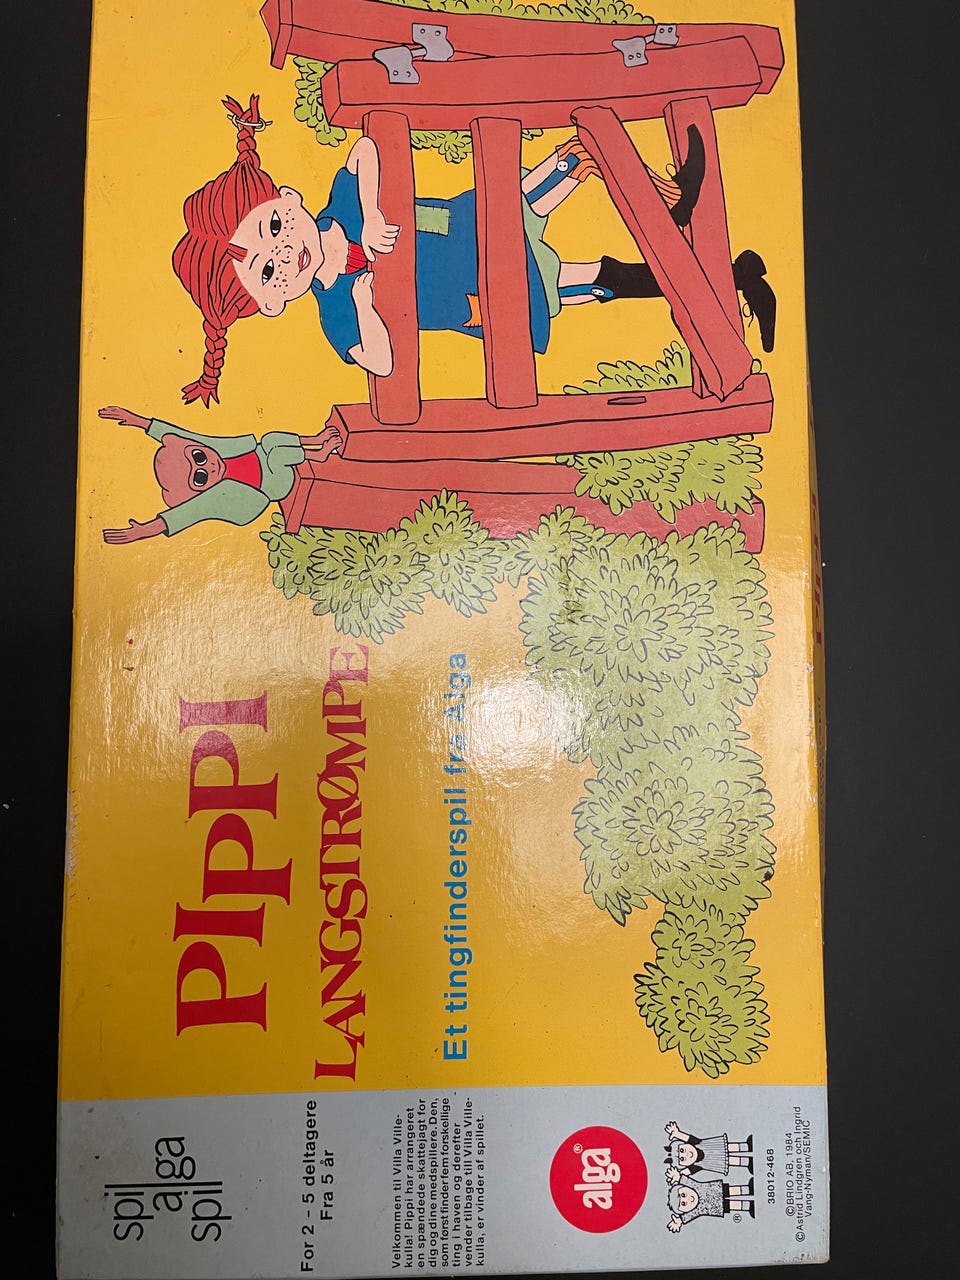 spil
alga
spil
For 2 - 5 deltagere
Fra 5 år
Velkommen til Villa Ville-
kulla! Pippi har arrangeret
en spændede skattejagt for
dig og dine medspillere. Den,
som først finder fem forskellige
ting i haven og derefter
vender tilbage til Villa Ville-
kulla, er vinder af spillet.
alga®
®
38012-468
©BRIO AB, 1984
©Astrid Lindgren och Ingrid
Vang-Nyman/SEMIC
PIPPI
LANGSTRØMPE
Et tingfinderspil fra Alga